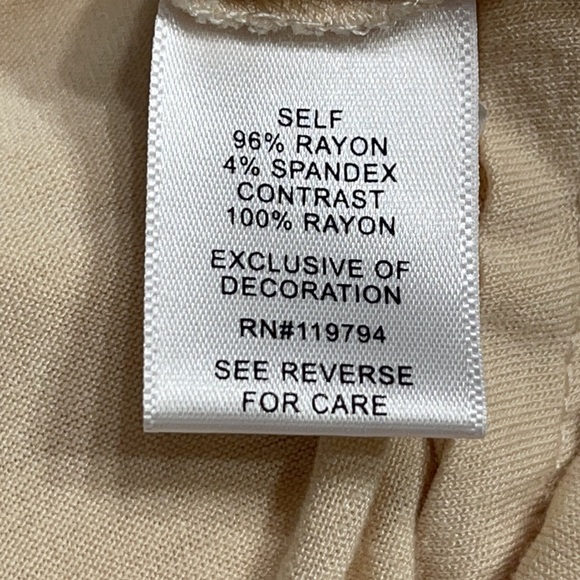 SELF
96% RAYON
4% SPANDEX
CONTRAST
100% RAYON
EXCLUSIVE OF
DECORATION
RN#119794
SEE REVERSE
FOR CARE